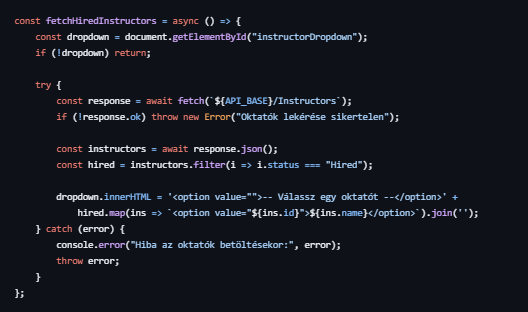 const fetchHiredInstructors = async () => {
    const dropdown = document.getElementById("instructorDropdown");
    if (!dropdown) return;

    try {
        const response = await fetch(`${API_BASE}/Instructors`);
        if (!response.ok) throw new Error("Oktatók lekérése sikertelen");

        const instructors = await response.json();
        const hired = instructors.filter(i => i.status === "Hired");

        dropdown.innerHTML = '<option value="">-- Válassz egy oktatót --</option>' +
            hired.map(ins => `<option value="${ins.id}">${ins.name}</option>`).join('');
    } catch (error) {
        console.error("Hiba az oktatók betöltésekor:", error);
        throw error;
    }
};